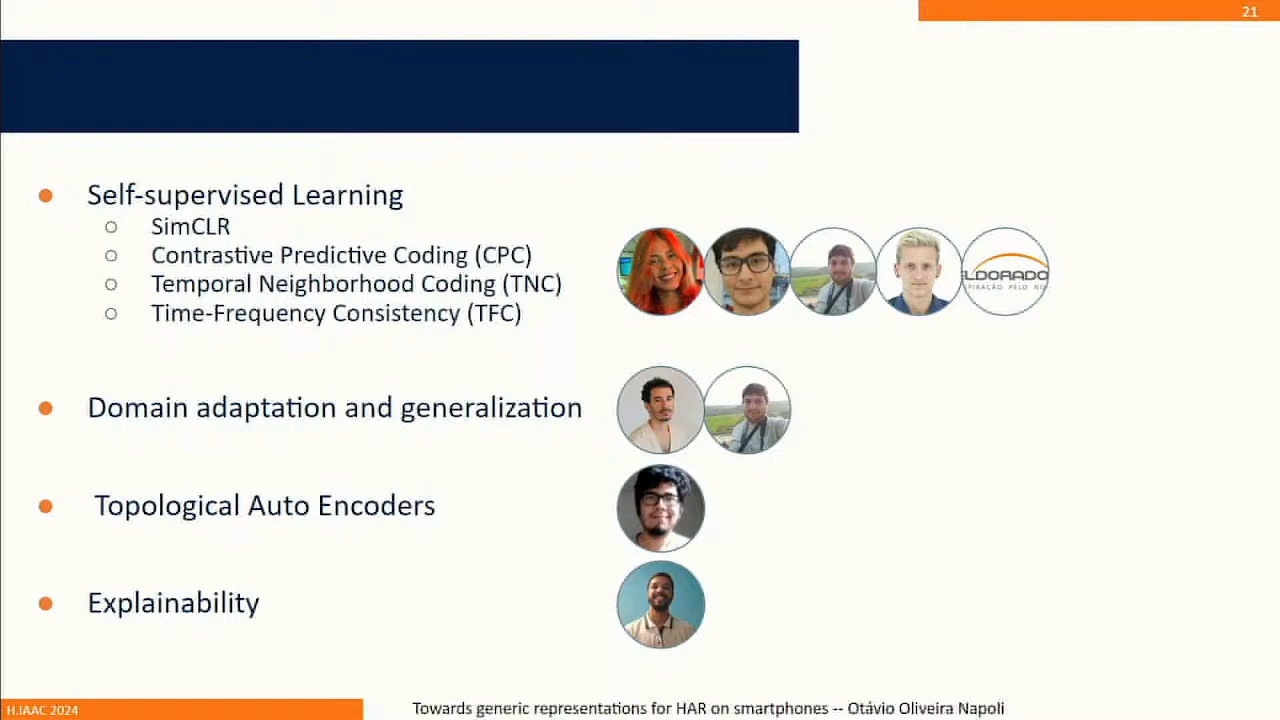 21
Self-supervised Learning
SimCLR
Contrastive Predictive Coding (CPC)
Temporal Neighborhood Coding (TNC)
Time-Frequency Consistency (TFC)
ELDORADO
Domain adaptation and generalization
Topological Auto Encoders
Explainability
H.IAAC 2024
Towards generic representations for HAR on smartphones -- Otávio Oliveira Napoli